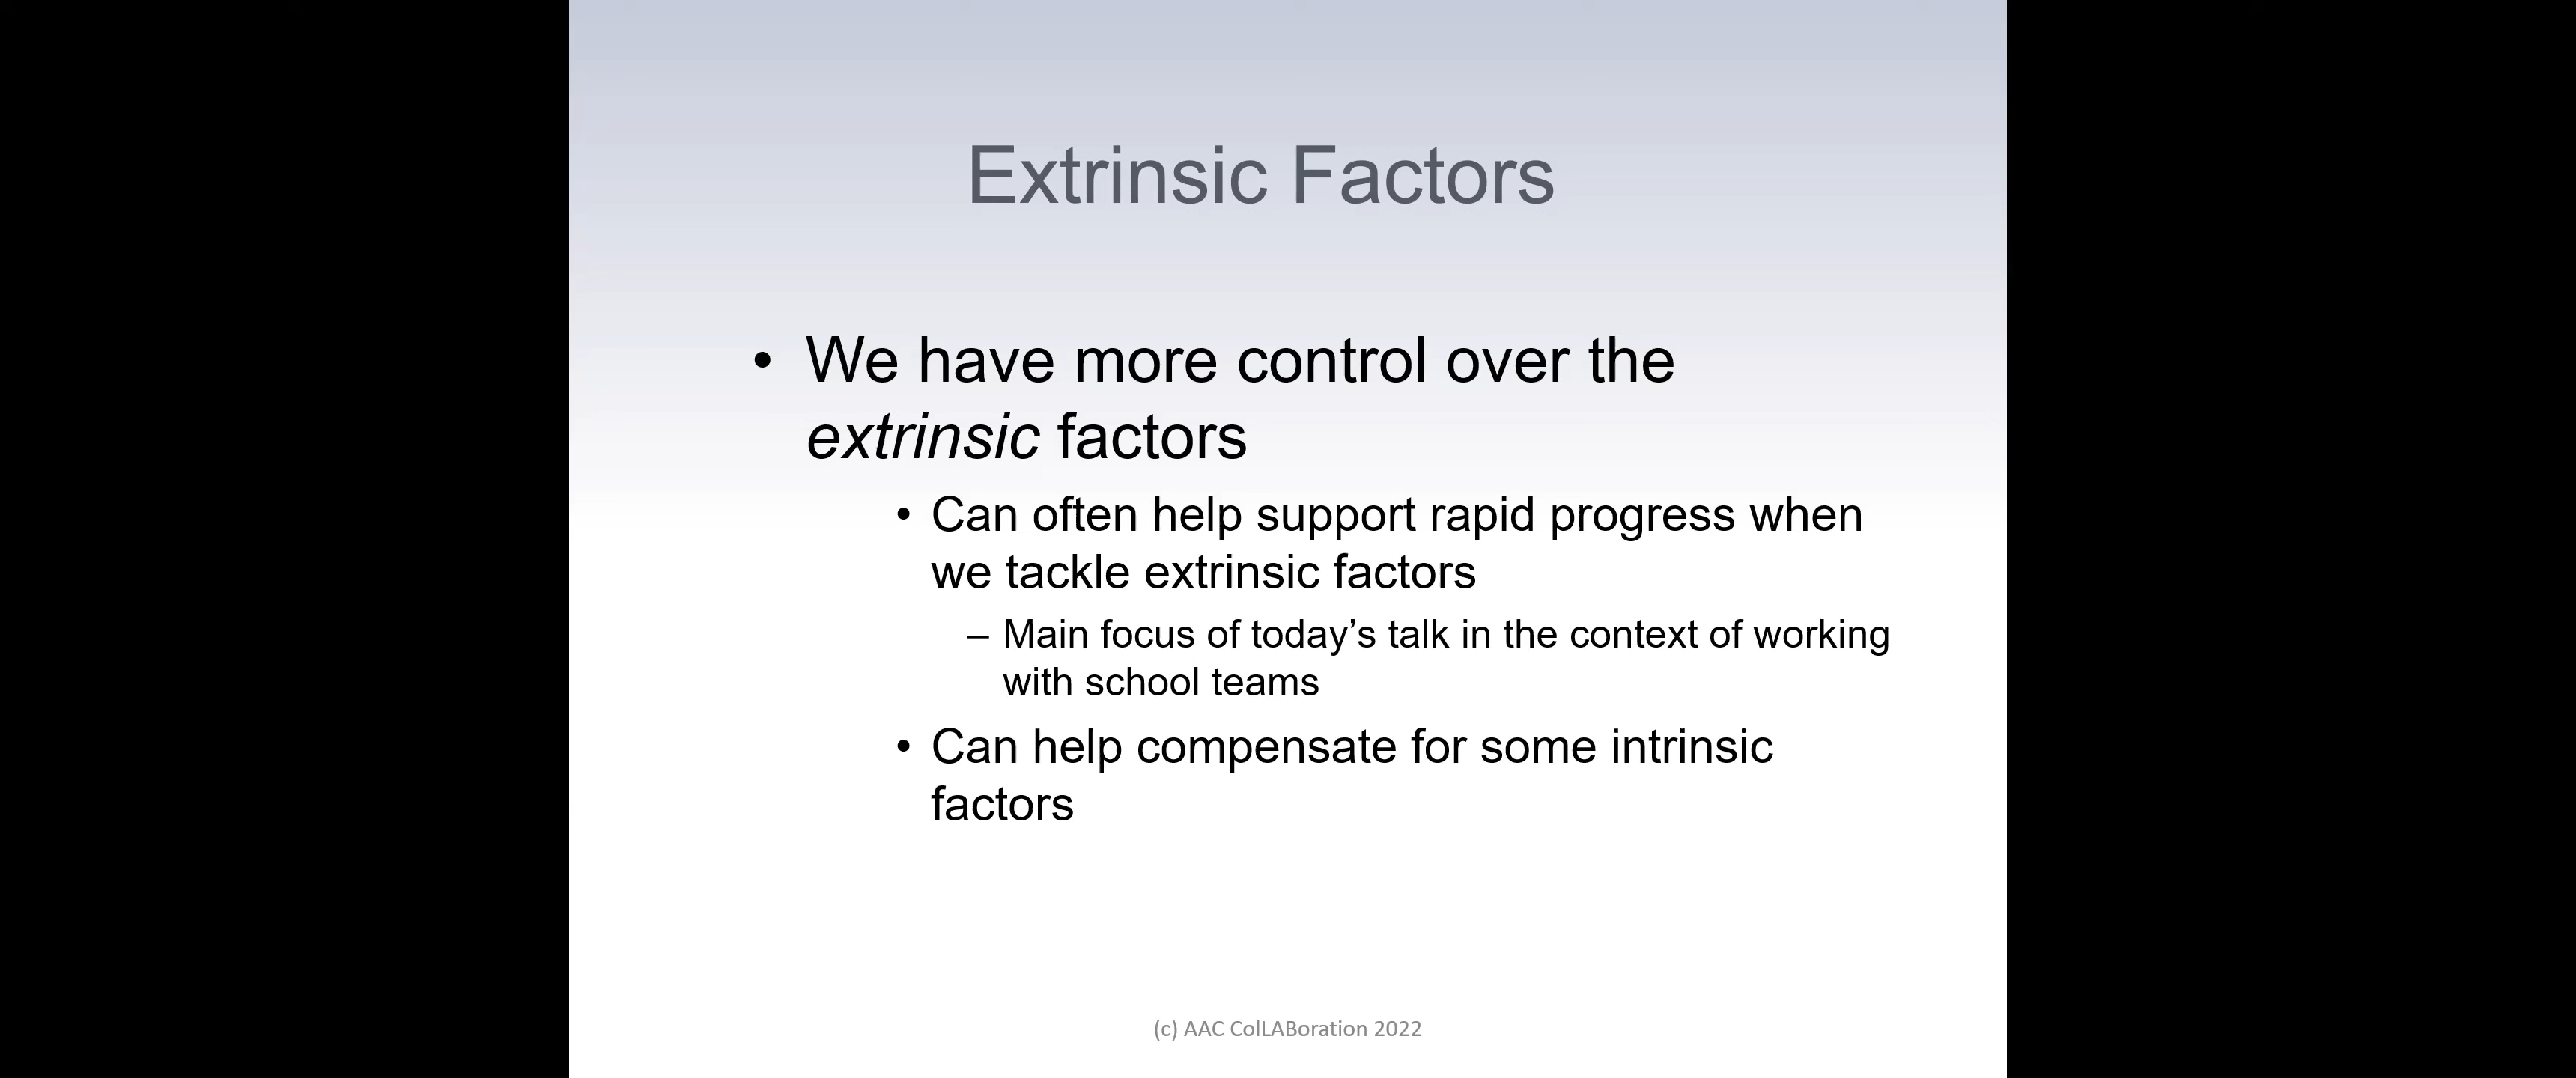 Extrinsic Factors
• We have more control over the
extrinsic factors
• Can often help support rapid progress when
we tackle extrinsic factors
– Main focus of today’s talk in the context of working
with school teams
• Can help compensate for some intrinsic
factors
(c) AAC ColLABoration 2022